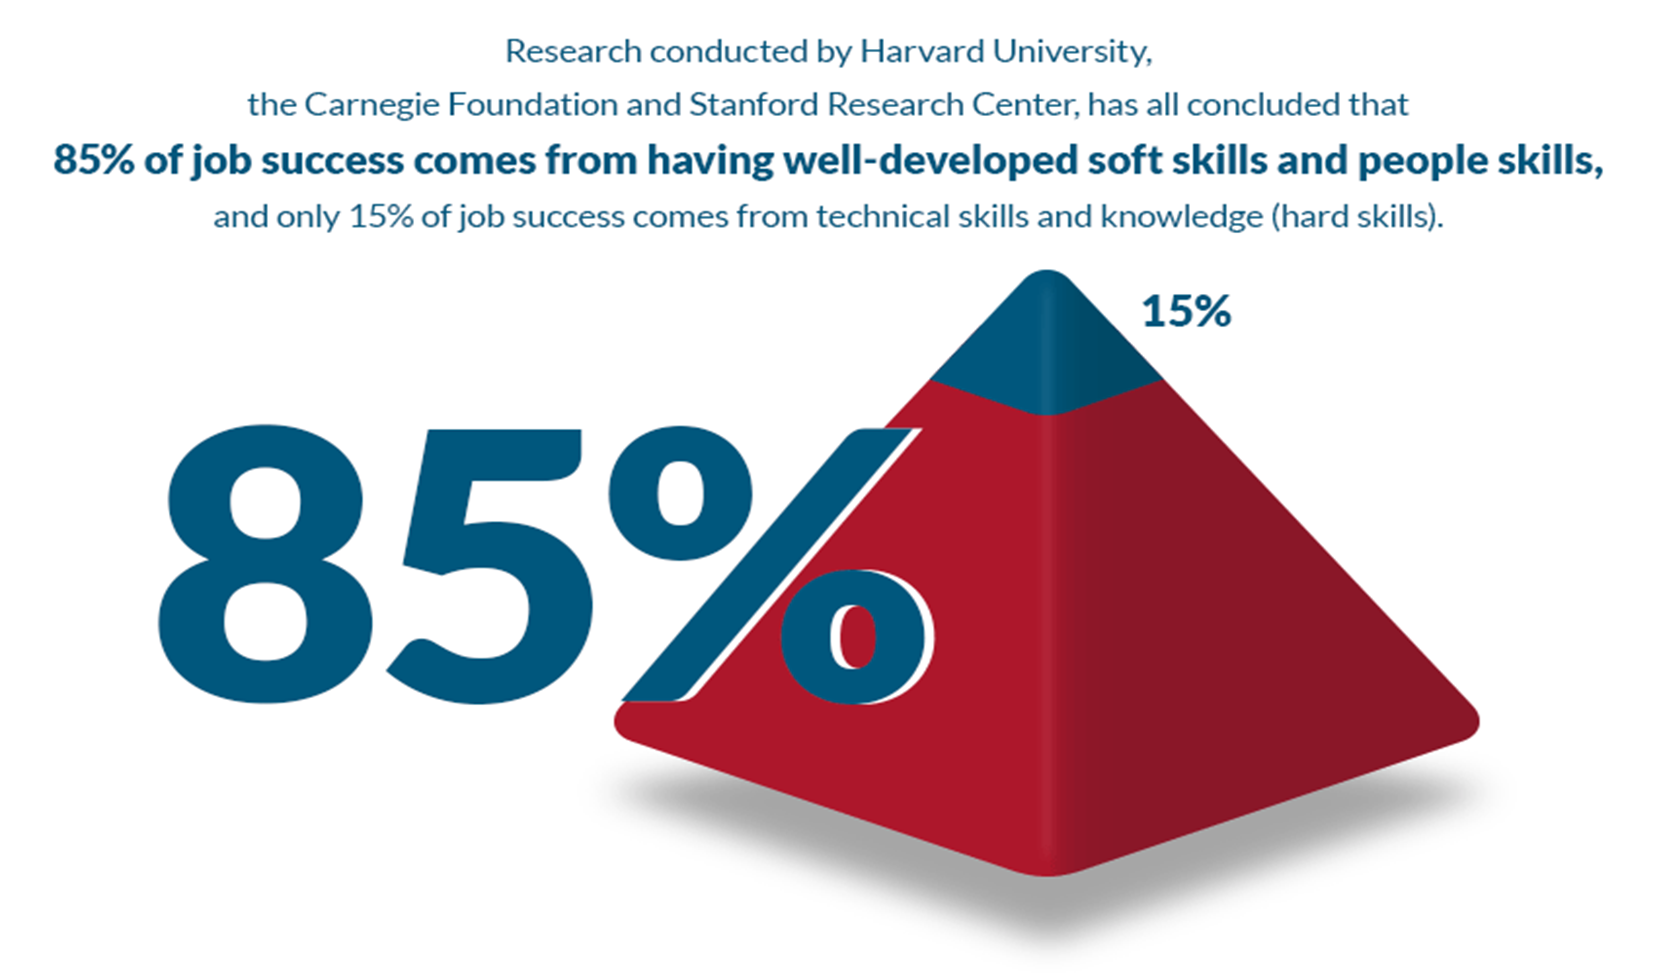 Research conducted by Harvard University,
the Carnegie Foundation and Stanford Research Center, has all concluded that
85% of job success comes from having well-developed soft skills and people skills,
and only 15% of job success comes from technical skills and knowledge (hard skills).
15%
85%